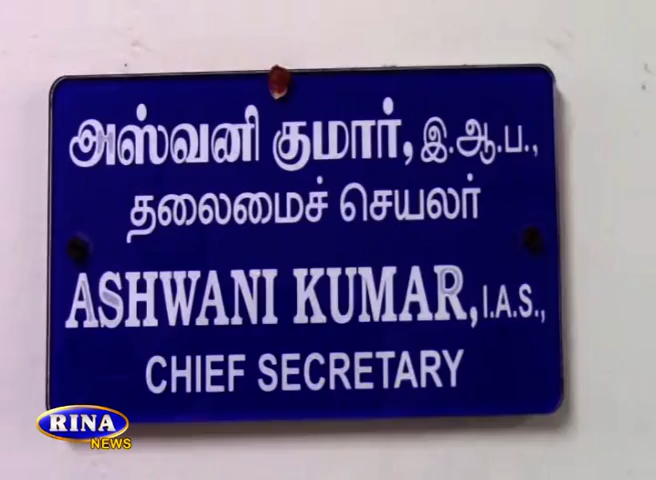 அஸ்வனி குமார், இ.ஆ.ப.,
தலைமைச் செயலர்
ASHWANI KUMAR, I.A.S.,
CHIEF SECRETARY
RINA
NEWS